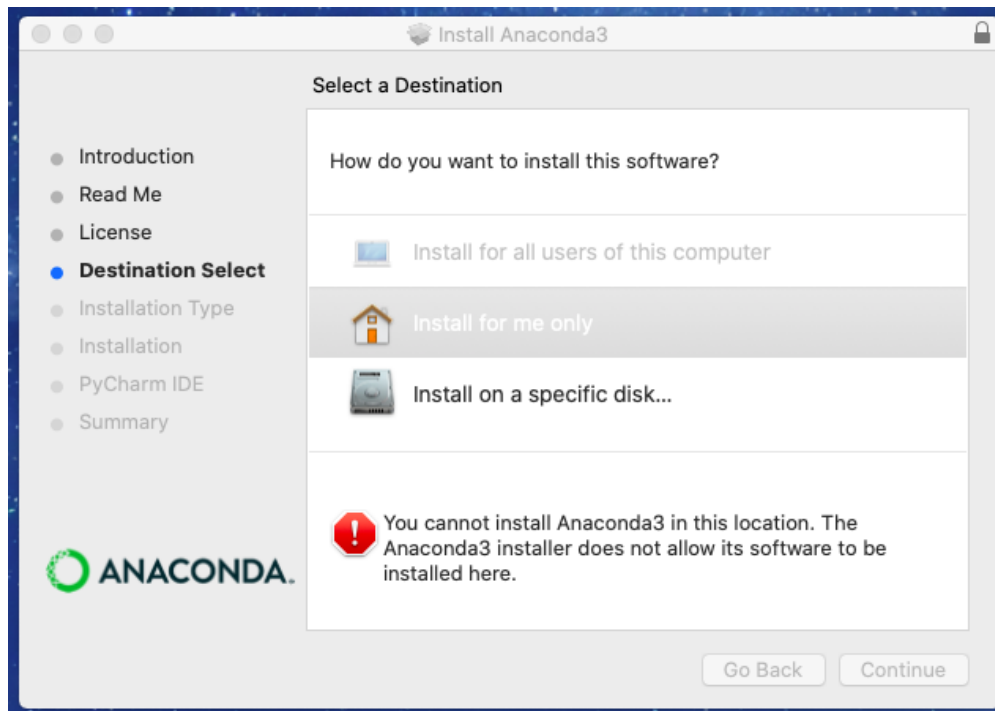 Install Anaconda3
Select a Destination
Introduction
Read Me
License
Destination Select
Installation Type
Installation
PyCharm IDE
Summary
ANACONDA.
How do you want to install this software?
Install for all users of this computer
Install for me only
Install on a specific disk...
You cannot install Anaconda3 in this location. The
Anaconda3 installer does not allow its software to be
installed here.
Go Back
Continue